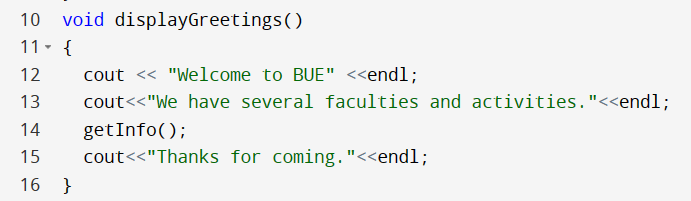 10 void displayGreetings()
11 {
12 cout << "Welcome to BUE" <<endl;
13 cout<<"We have several faculties and activities."<<endl;
14 getInfo();
15 cout<<"Thanks for coming."<<endl;
16 }